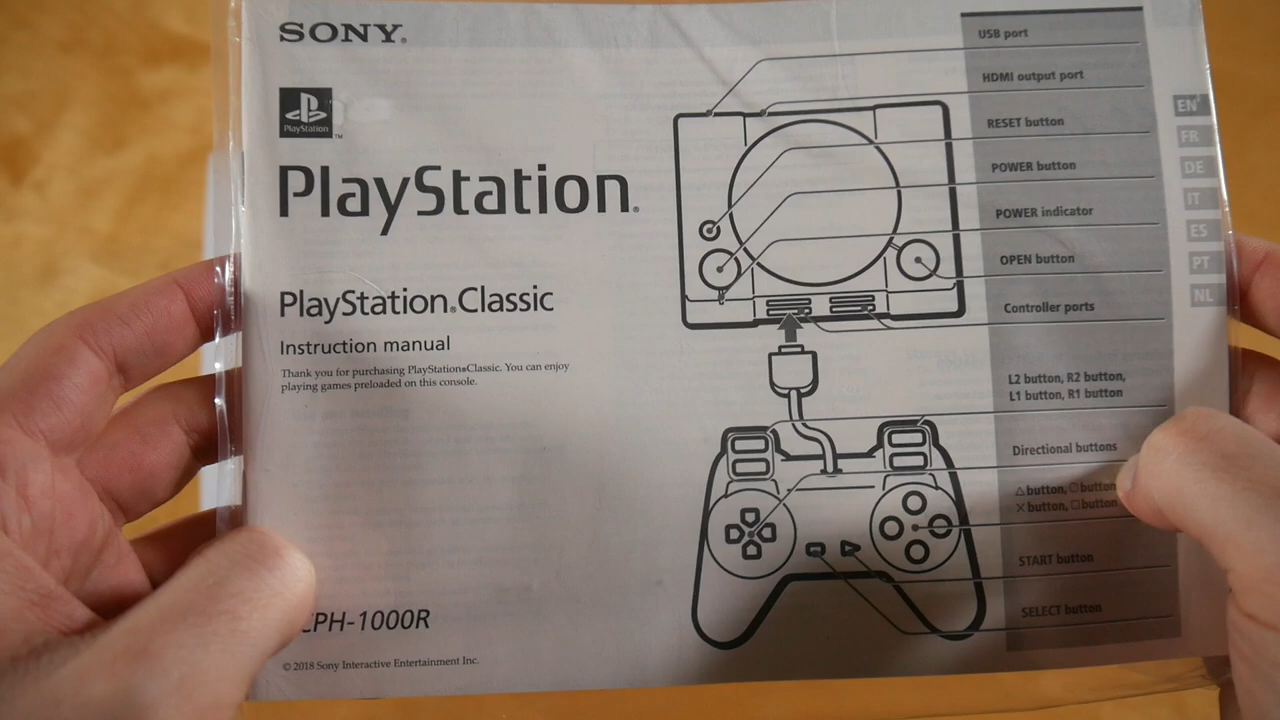 SONY®
PlayStation
™
PlayStation®
PlayStation®Classic
Instruction manual
Thank you for purchasing PlayStation®Classic. You can enjoy
playing games preloaded on this console.
CPH-1000R
© 2018 Sony Interactive Entertainment Inc.
USB port
HDMI output port
RESET button
POWER button
POWER indicator
OPEN button
Controller ports
L2 button, R2 button,
L1 button, R1 button
Directional buttons
△ button, ○ button
× button, □ button
START button
SELECT button
EN
FR
DE
IT
ES
PT
NL